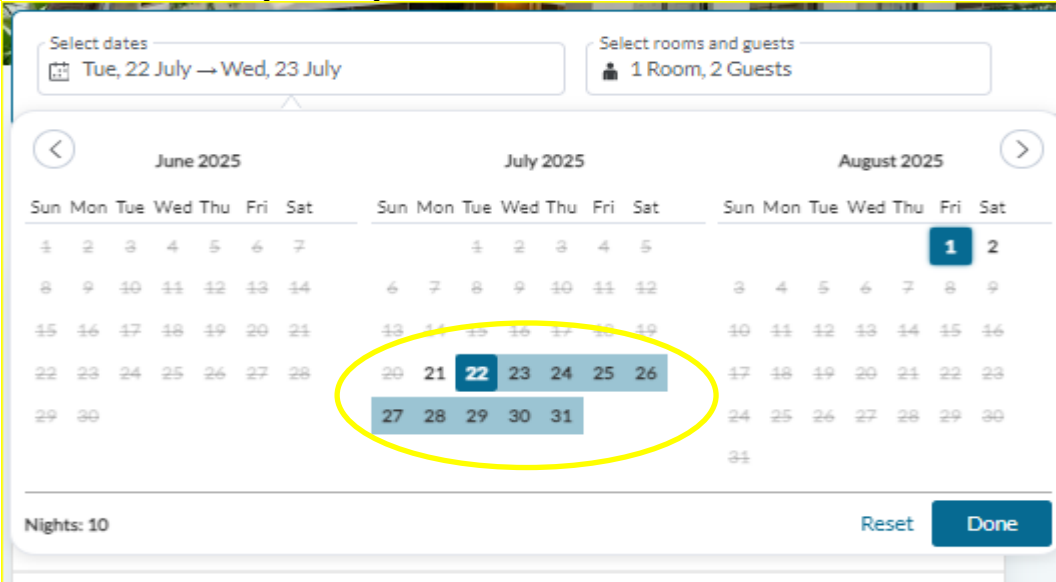 Select dates
Tue, 22 July → Wed, 23 July
Select rooms and guests
1 Room, 2 Guests
June 2025
Sun Mon Tue Wed Thu Fri Sat
1 2 3 4 5 6 7
8 9 10 11 12 13 14
15 16 17 18 19 20 21
22 23 24 25 26 27 28
29 30
July 2025
Sun Mon Tue Wed Thu Fri Sat
1 2 3 4 5
6 7 8 9 10 11 12
13 14 15 16 17 18 19
20 21 22 23 24 25 26
27 28 29 30 31
August 2025
Sun Mon Tue Wed Thu Fri Sat
1 2
3 4 5 6 7 8 9
10 11 12 13 14 15 16
17 18 19 20 21 22 23
24 25 26 27 28 29 30
31
Nights: 10
Reset
Done